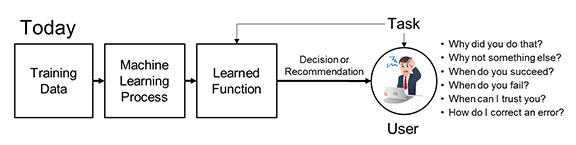 Today
Task
Training
Data
Machine
Learning
Process
Learned
Function
Decision or
Recommendation
User
• Why did you do that?
• Why not something else?
• When do you succeed?
• When do you fail?
• When can I trust you?
• How do I correct an error?